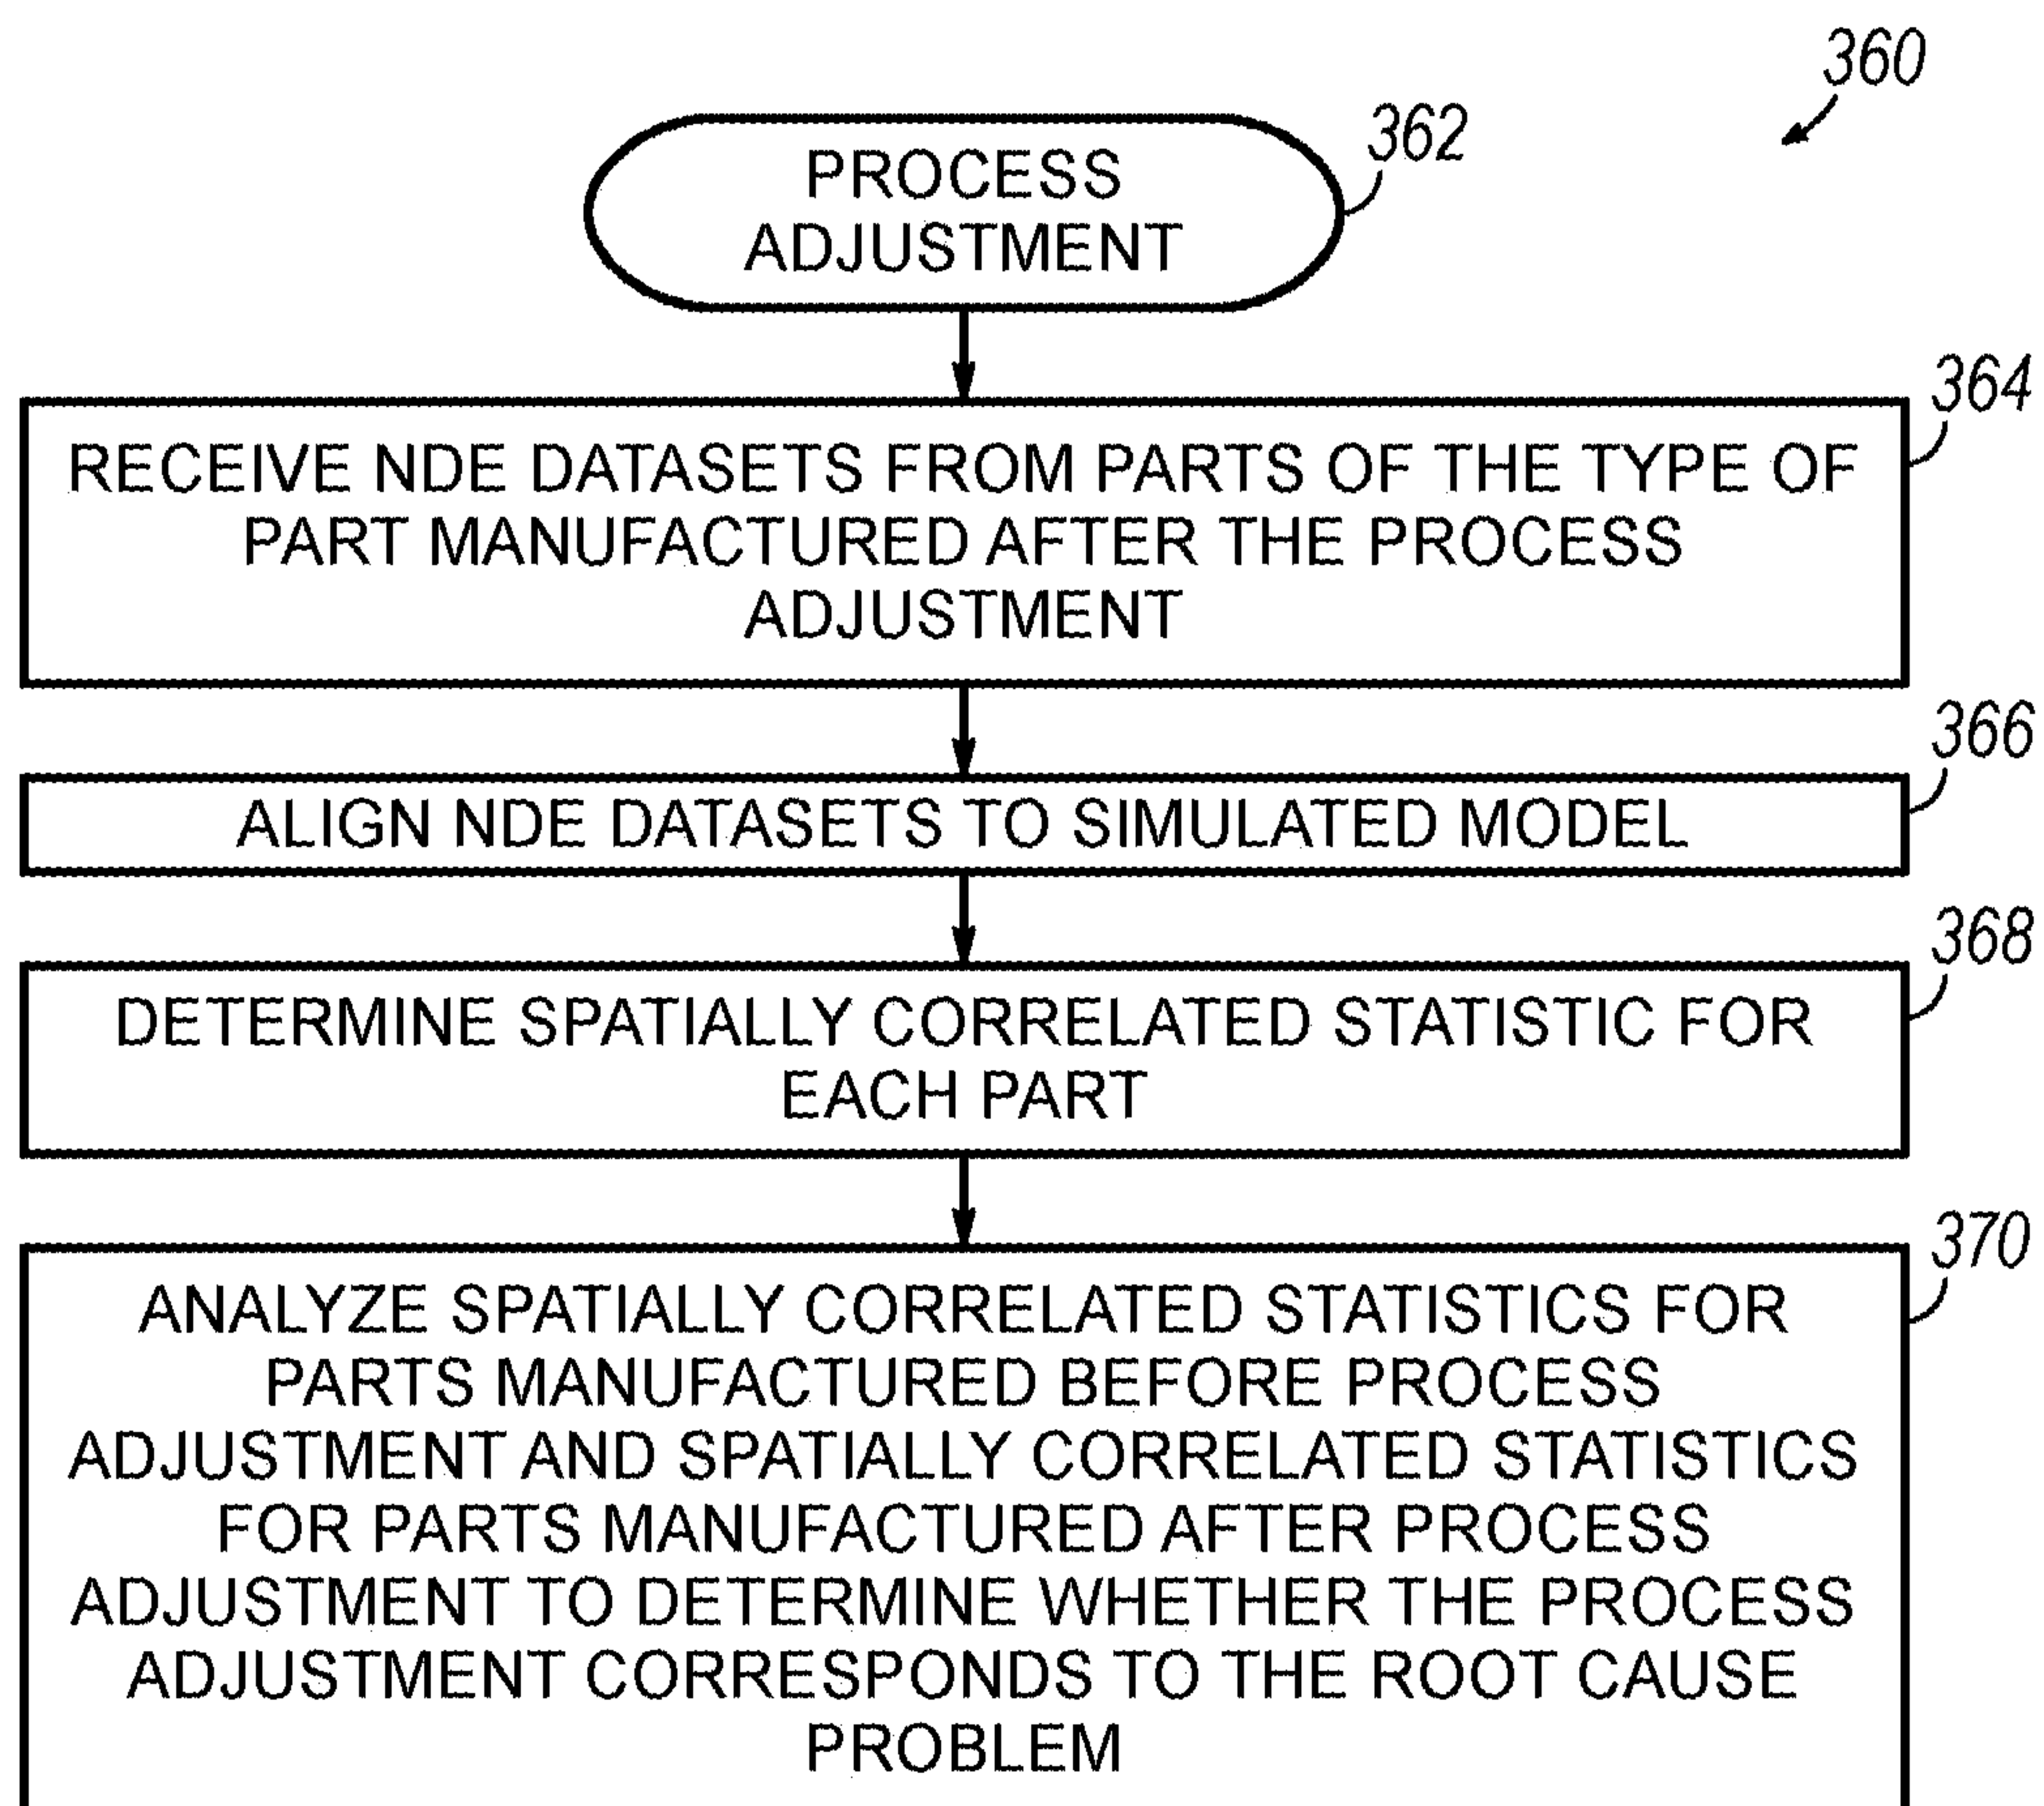 360
PROCESS
ADJUSTMENT
362
RECEIVE NDE DATASETS FROM PARTS OF THE TYPE OF
PART MANUFACTURED AFTER THE PROCESS
ADJUSTMENT
364
ALIGN NDE DATASETS TO SIMULATED MODEL
366
DETERMINE SPATIALLY CORRELATED STATISTIC FOR
EACH PART
368
ANALYZE SPATIALLY CORRELATED STATISTICS FOR
PARTS MANUFACTURED BEFORE PROCESS
ADJUSTMENT AND SPATIALLY CORRELATED STATISTICS
FOR PARTS MANUFACTURED AFTER PROCESS
ADJUSTMENT TO DETERMINE WHETHER THE PROCESS
ADJUSTMENT CORRESPONDS TO THE ROOT CAUSE
PROBLEM
370